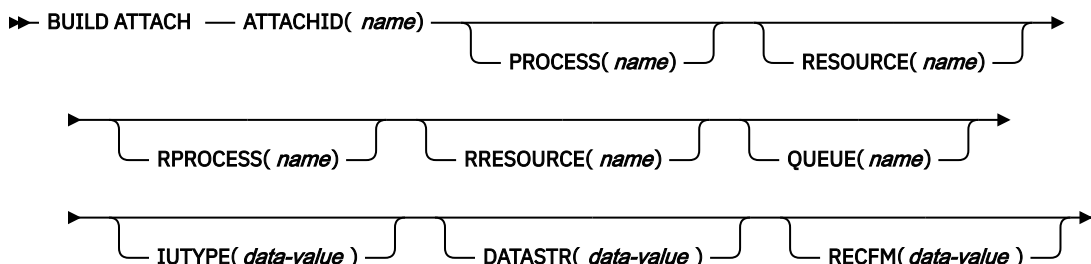 BUILD ATTACH ATTACHID( name)
PROCESS( name) RESOURCE( name)
RPROCESS( name) RRESOURCE( name) QUEUE( name)
IUTYPE( data-value ) DATASTR( data-value ) RECFM( data-value )